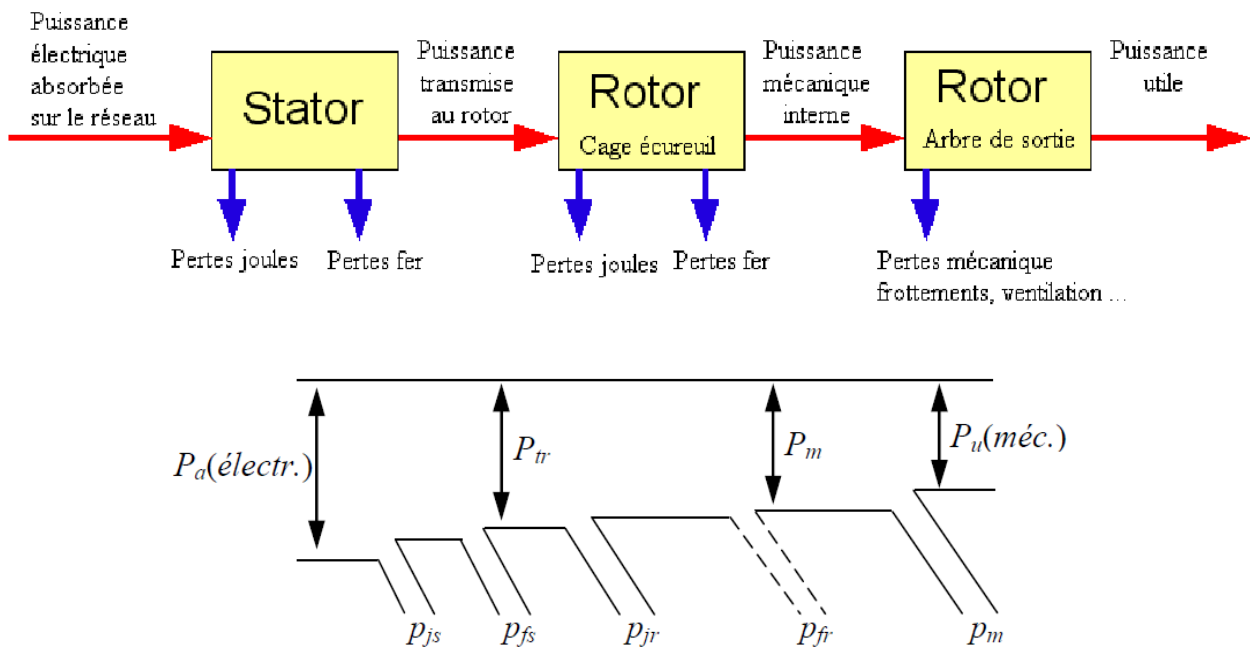 Puissance
électrique
absorbée
sur le réseau
Stator
Puissance
transmise
au rotor
Rotor
Cage écureuil
Puissance
mécanique
interne
Rotor
Arbre de sortie
Puissance
utile
Pertes joules
Pertes fer
Pertes joules
Pertes fer
Pertes mécanique
frottements, ventilation ...
Pa(électr.)
Ptr
Pm
Pu(méc.)
pjs
pfs
pjr
pfr
pm